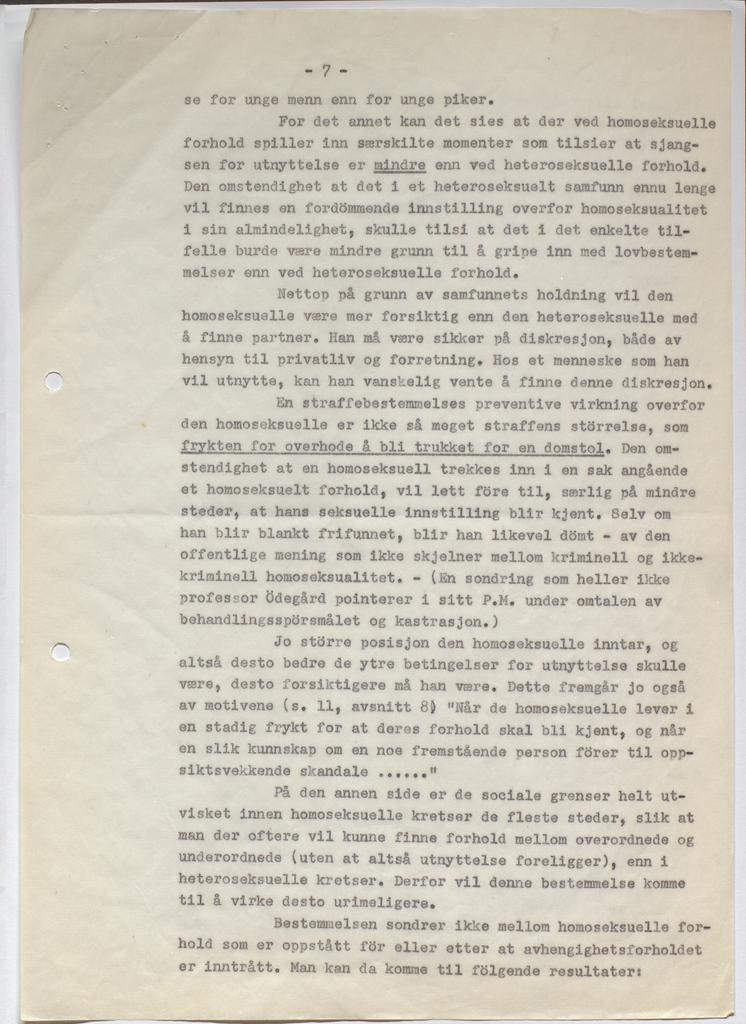 - 7 -
se for unge menn enn for unge piker.
For det annet kan det sies at der ved homoseksuelle
forhold spiller inn særskilte momenter som tilsier at sjang-
sen for utnyttelse er mindre enn ved heteroseksuelle forhold.
Den omstendighet at det i et heteroseksuelt samfunn ennu lenge
vil finnes en fordömmende innstilling overfor homoseksualitet
i sin almindelighet, skulle tilsi at det i det enkelte til-
felle burde være mindre grunn til å gripe inn med lovbestem-
melser enn ved heteroseksuelle forhold.
Nettop på grunn av samfunnets holdning vil den
homoseksuelle være mer forsiktig enn den heteroseksuelle med
å finne partner. Han må være sikker på diskresjon, både av
hensyn til privatliv og forretning. Hos et menneske som han
vil utnytte, kan han vanskelig vente å finne denne diskresjon.
En straffebestemmelses preventive virkning overfor
den homoseksuelle er ikke så meget straffens störrelse, som
frykten for overhode å bli trukket for en domstol. Den om-
stendighet at en homoseksuell trekkes inn i en sak angående
et homoseksuelt forhold, vil lett före til, særlig på mindre
steder, at hans seksuelle innstilling blir kjent. Selv om
han blir blankt frifunnet, blir han likevel dömt - av den
offentlige mening som ikke skjelner mellom kriminell og ikke-
kriminell homoseksualitet. - (En sondring som heller ikke
professor Ödegård pointerer i sitt P.M. under omtalen av
behandlingsspörsmålet og kastrasjon.)
Jo större posisjon den homoseksuelle inntar, og
altså desto bedre de ytre betingelser for utnyttelse skulle
være, desto forsiktigere må han være. Dette fremgår jo også
av motivene (s. 11, avsnitt 8) "Når de homoseksuelle lever i
en stadig frykt for at deres forhold skal bli kjent, og når
en slik kunnskap om en noe fremstående person förer til opp-
siktsvekkende skandale ......"
På den annen side er de sociale grenser helt ut-
visket innen homoseksuelle kretser de fleste steder, slik at
man der oftere vil kunne finne forhold mellom overordnede og
underordnede (uten at altså utnyttelse foreligger), enn i
heteroseksuelle kretser. Derfor vil denne bestemmelse komme
til å virke desto urimeligere.
Bestemmelsen sondrer ikke mellom homoseksuelle for-
hold som er oppstått för eller etter at avhengighetsforholdet
er inntrått. Man kan da komme til fölgende resultater: